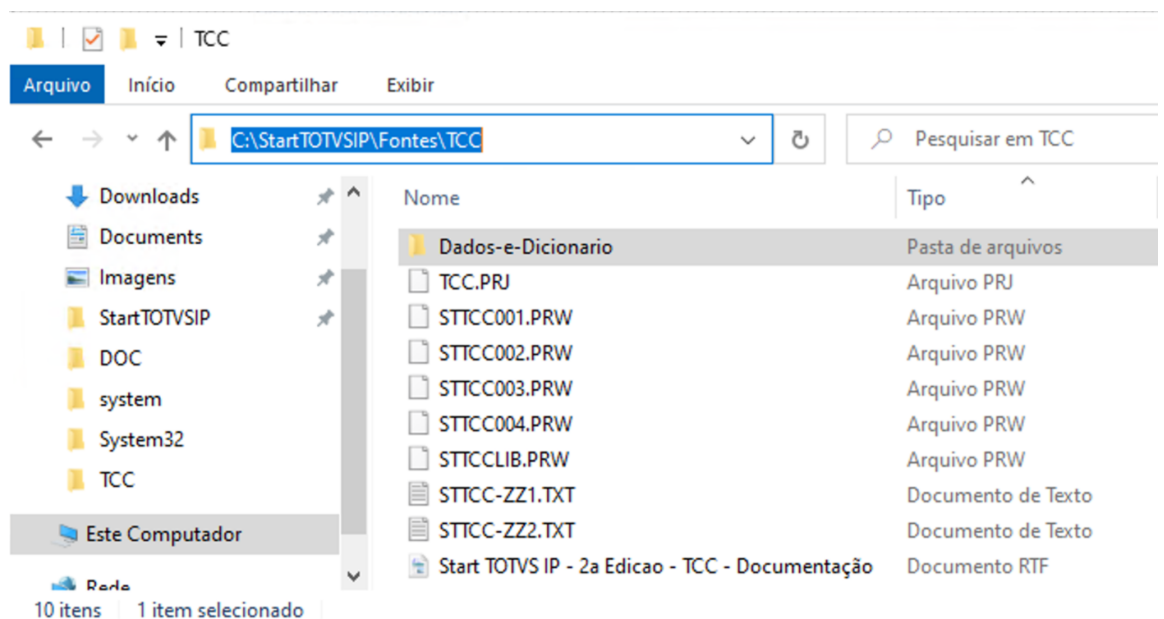 TCC
Arquivo Início Compartilhar Exibir
C:\StartTOTVSIP\Fontes\TCC Pesquisar em TCC
Downloads
Documents
Imagens
StartTOTVSIP
DOC
system
System32
TCC
Este Computador
Rede
Nome Tipo
Dados-e-Dicionario Pasta de arquivos
TCC.PRJ Arquivo PRJ
STTCC001.PRW Arquivo PRW
STTCC002.PRW Arquivo PRW
STTCC003.PRW Arquivo PRW
STTCC004.PRW Arquivo PRW
STTCCLIB.PRW Arquivo PRW
STTCC-ZZ1.TXT Documento de Texto
STTCC-ZZ2.TXT Documento de Texto
Start TOTVS IP - 2a Edicao - TCC - Documentação Documento RTF
10 itens 1 item selecionado